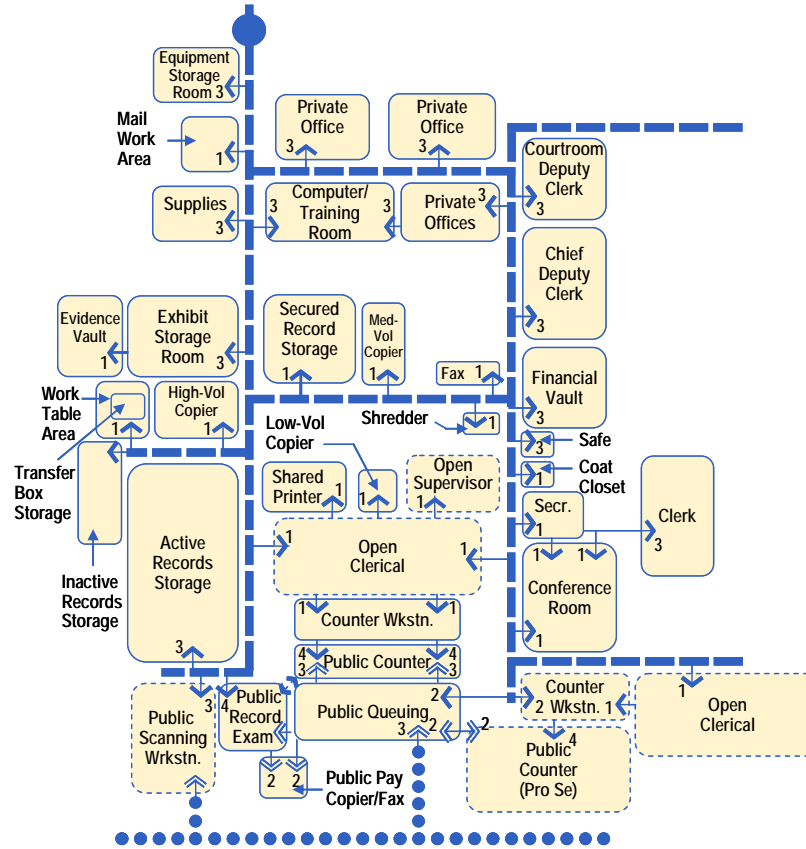 Equipment
Storage
Room 3
Mail
Work
Area
1
Private
Office
3
Private
Office
3
Courtroom
Deputy
Clerk
3
Supplies
3
3
Computer/
Training
Room
3
Private
Offices
3
Chief
Deputy
Clerk
3
Evidence
Vault
1
Exhibit
Storage
Room
3
Secured
Record
Storage
1
Med-
Vol
Copier
1
Fax 1
Financial
Vault
3
Work
Table
Area
1
High-Vol
Copier
1
Shredder
1
Safe
3
Coat
Closet
1
Transfer
Box
Storage
Low-Vol
Copier
1
Shared
Printer
1
Open
Supervisor
1
Secr.
1
Clerk
3
Active
Records
Storage
3
Inactive
Records
Storage
1
Open
Clerical
1
1
1
Conference
Room
1
1
1
Counter Wkstn.
4
4
3
Public Counter
3
Public
Scanning
Wrkstn.
3
4
Public
Record
Exam
Public Queuing
2
3
2
2
Counter
2 Wkstn. 1
1
Open
Clerical
4
Public
Counter
(Pro Se)
2
2
Public Pay
Copier/Fax